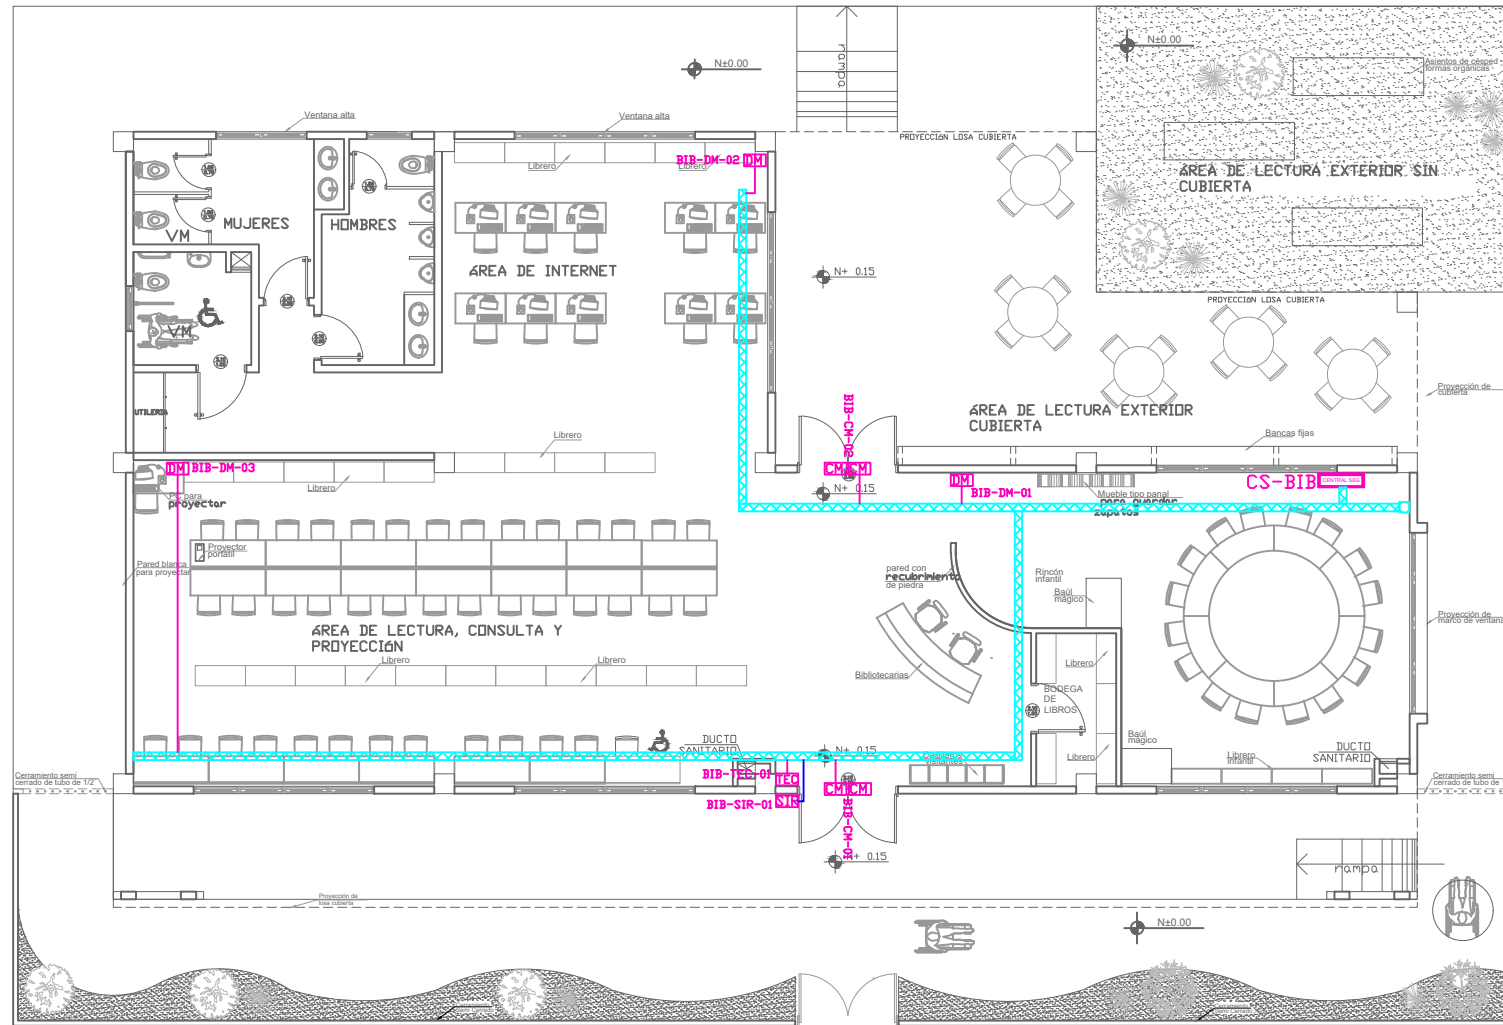 N±0.00
N±0.00
rampa
Asientos de césped
formas orgánicas
Ventana alta
Ventana alta
PROYECCIÓN LOSA CUBIERTA
BIB-DM-02 DM
Librero
Librero
ÁREA DE LECTURA EXTERIOR SIN
CUBIERTA
MUJERES
HOMBRES
VM
ÁREA DE INTERNET
N+ 0.15
PROYECCIÓN LOSA CUBIERTA
VM
UTILERIA
Proyección de
cubierta
ÁREA DE LECTURA EXTERIOR
CUBIERTA
BIB-CM-02
Librero
Bancas fijas
DM BIB-DM-03
CM CM
DM
BIB-DM-01
CS-BIB CENTRAL SEG
Librero
PC para
proyectar
N+ 0.15
Mueble tipo panal
para guardar
zapatos
Proyector
portátil
Pared blanca
para proyectar
pared con
recubrimiento
de piedra
Rincón
infantil
Baúl
mágico
Proyección de
marco de ventana
ÁREA DE LECTURA, CONSULTA Y
PROYECCIÓN
Librero
Librero
Bibliotecarias
Librero
BODEGA
DE
LIBROS
Baúl
mágico
Librero
Librero
infantil
DUCTO
SANITARIO
DUCTO
SANITARIO
N+ 0.15
BIB-TEC-01
TEC
BIB-SIR-01
SIR
CM CM
BIB-CM-01
Cerramiento semi
cerrado de tubo de 1/2
Cerramiento semi
cerrado de tubo de
N+ 0.15
rampa
Proyección de
losa cubierta
N±0.00